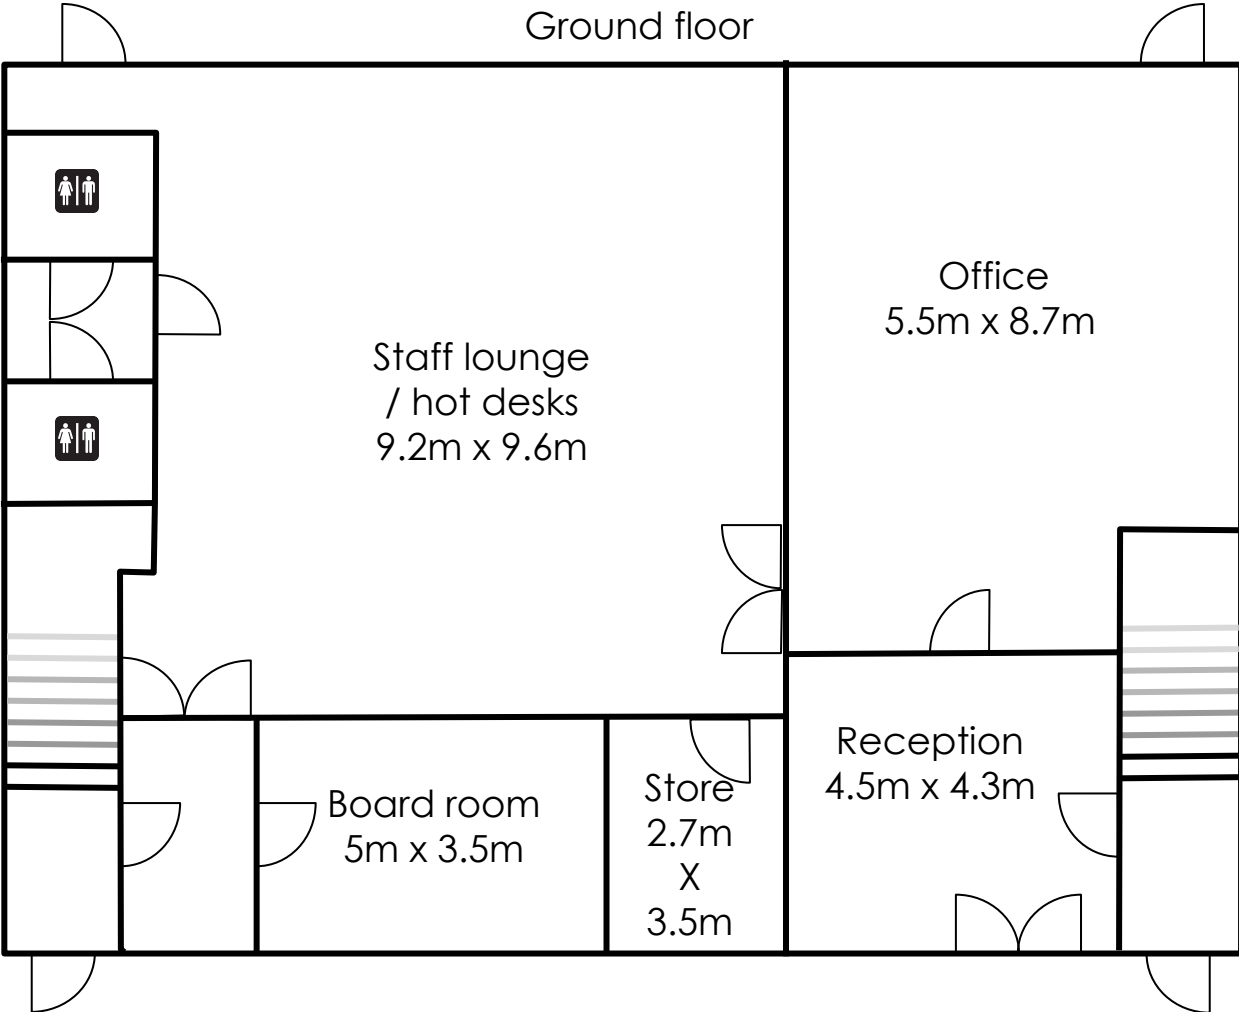 Ground floor
Office
5.5m x 8.7m
Staff lounge
/ hot desks
9.2m x 9.6m
Reception
4.5m x 4.3m
Board room
5m x 3.5m
Store
2.7m
X
3.5m